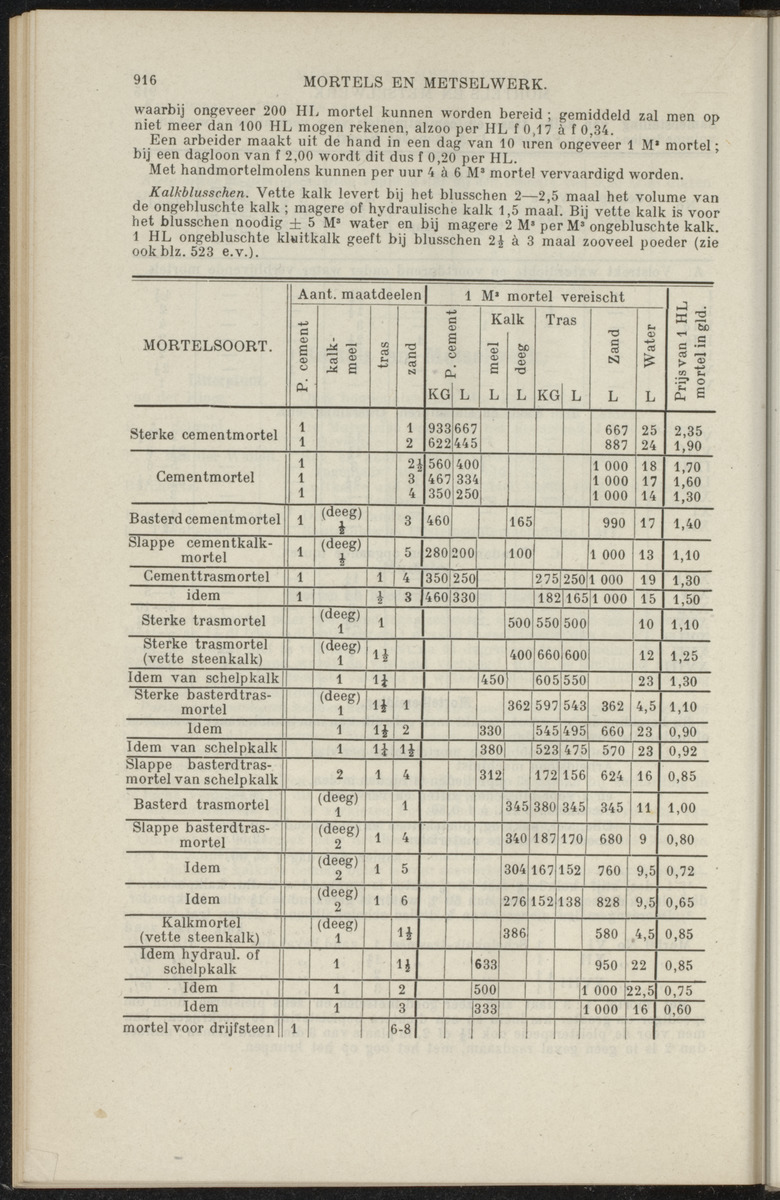 916 MORTELS EN METSELWERK.
waarbij ongeveer 200 HL mortel kunnen worden bereid ; gemiddeld zal men op
niet meer dan 100 HL mogen rekenen, alzoo per HL f 0,17 à f 0,34.
Een arbeider maakt uit de hand in een dag van 10 uren ongeveer 1 M³ mortel ;
bij een dagloon van f 2,00 wordt dit dus f 0,20 per HL.
Met handmortelmolens kunnen per uur 4 à 6 M³ mortel vervaardigd worden.
Kalkblusschen. Vette kalk levert bij het blusschen 2—2,5 maal het volume van
de ongebluschte kalk ; magere of hydraulische kalk 1,5 maal. Bij vette kalk is voor
het blusschen noodig ± 5 M³ water en bij magere 2 M³ per M³ ongebluschte kalk.
1 HL ongebluschte kluitkalk geeft bij blusschen 2½ à 3 maal zooveel poeder (zie
ook blz. 523 e.v.).
MORTELSOORT. Aant. maatdeelen 1 M³ mortel vereischt Prijs van 1 HL mortel in gld.
P. cement kalk-meel tras zand P. cement Kalk Tras Zand Water
meel deeg
KG L L L KG L L L
Sterke cementmortel 1 1 933 667 667 25 2,35
1 2 622 445 887 24 1,90
Cementmortel 1 2½ 560 400 1 000 18 1,70
1 3 467 334 1 000 17 1,60
1 4 350 250 1 000 14 1,30
Basterd cementmortel 1 (deeg) ½ 3 460 165 990 17 1,40
Slappe cementkalk-
mortel 1 (deeg) ½ 5 280 200 100 1 000 13 1,10
Cementtrasmortel 1 1 4 350 250 275 250 1 000 19 1,30
idem 1 ½ 3 460 330 182 165 1 000 15 1,50
Sterke trasmortel (deeg) 1 1 500 550 500 10 1,10
Sterke trasmortel
(vette steenkalk) (deeg) 1 1½ 400 660 600 12 1,25
Idem van schelpkalk 1 1¼ 450 605 550 23 1,30
Sterke basterdtras-
mortel (deeg) 1 1½ 1 362 597 543 362 4,5 1,10
Idem 1 1½ 2 330 545 495 660 23 0,90
Idem van schelpkalk 1 1¼ 1½ 380 523 475 570 23 0,92
Slappe basterdtras-
mortel van schelpkalk 2 1 4 312 172 156 624 16 0,85
Basterd trasmortel (deeg) 1 1 345 380 345 345 11 1,00
Slappe basterdtras-
mortel (deeg) 2 1 4 340 187 170 680 9 0,80
Idem (deeg) 2 1 5 304 167 152 760 9,5 0,72
Idem (deeg) 2 1 6 276 152 138 828 9,5 0,65
Kalkmortel
(vette steenkalk) (deeg) 1 1½ 386 580 4,5 0,85
Idem hydraul. of
schelpkalk 1 1½ 633 950 22 0,85
Idem 1 2 500 1 000 22,5 0,75
Idem 1 3 333 1 000 16 0,60
mortel voor drijfsteen 1 6-8